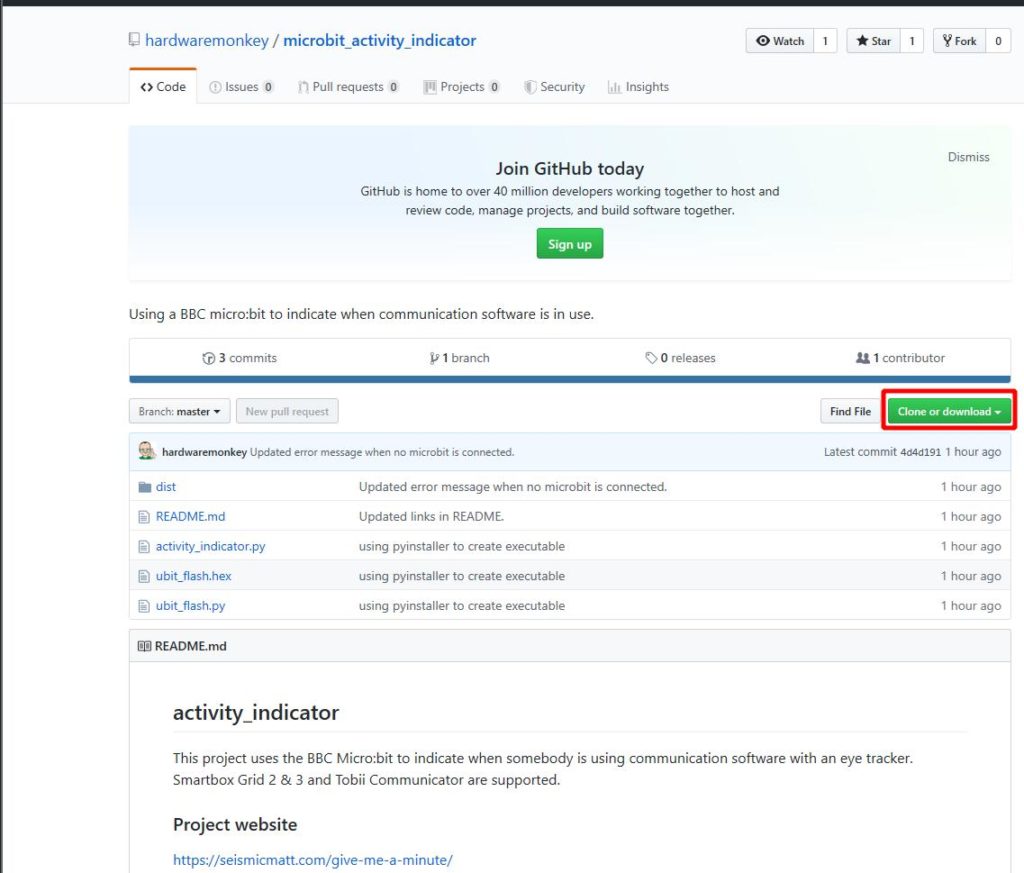 hardwaremonkey / microbit_activity_indicator
Watch 1 Star 1 Fork 0
Code Issues 0 Pull requests 0 Projects 0 Security Insights
Dismiss
Join GitHub today
GitHub is home to over 40 million developers working together to host and
review code, manage projects, and build software together.
Sign up
Using a BBC micro:bit to indicate when communication software is in use.
3 commits 1 branch 0 releases 1 contributor
Branch: master New pull request Find File Clone or download
hardwaremonkey Updated error message when no microbit is connected. Latest commit 4d4d191 1 hour ago
dist Updated error message when no microbit is connected. 1 hour ago
README.md Updated links in README. 1 hour ago
activity_indicator.py using pyinstaller to create executable 1 hour ago
ubit_flash.hex using pyinstaller to create executable 1 hour ago
ubit_flash.py using pyinstaller to create executable 1 hour ago
README.md
activity_indicator
This project uses the BBC Micro:bit to indicate when somebody is using communication software with an eye tracker.
Smartbox Grid 2 & 3 and Tobii Communicator are supported.
Project website
https://seismicmatt.com/give-me-a-minute/